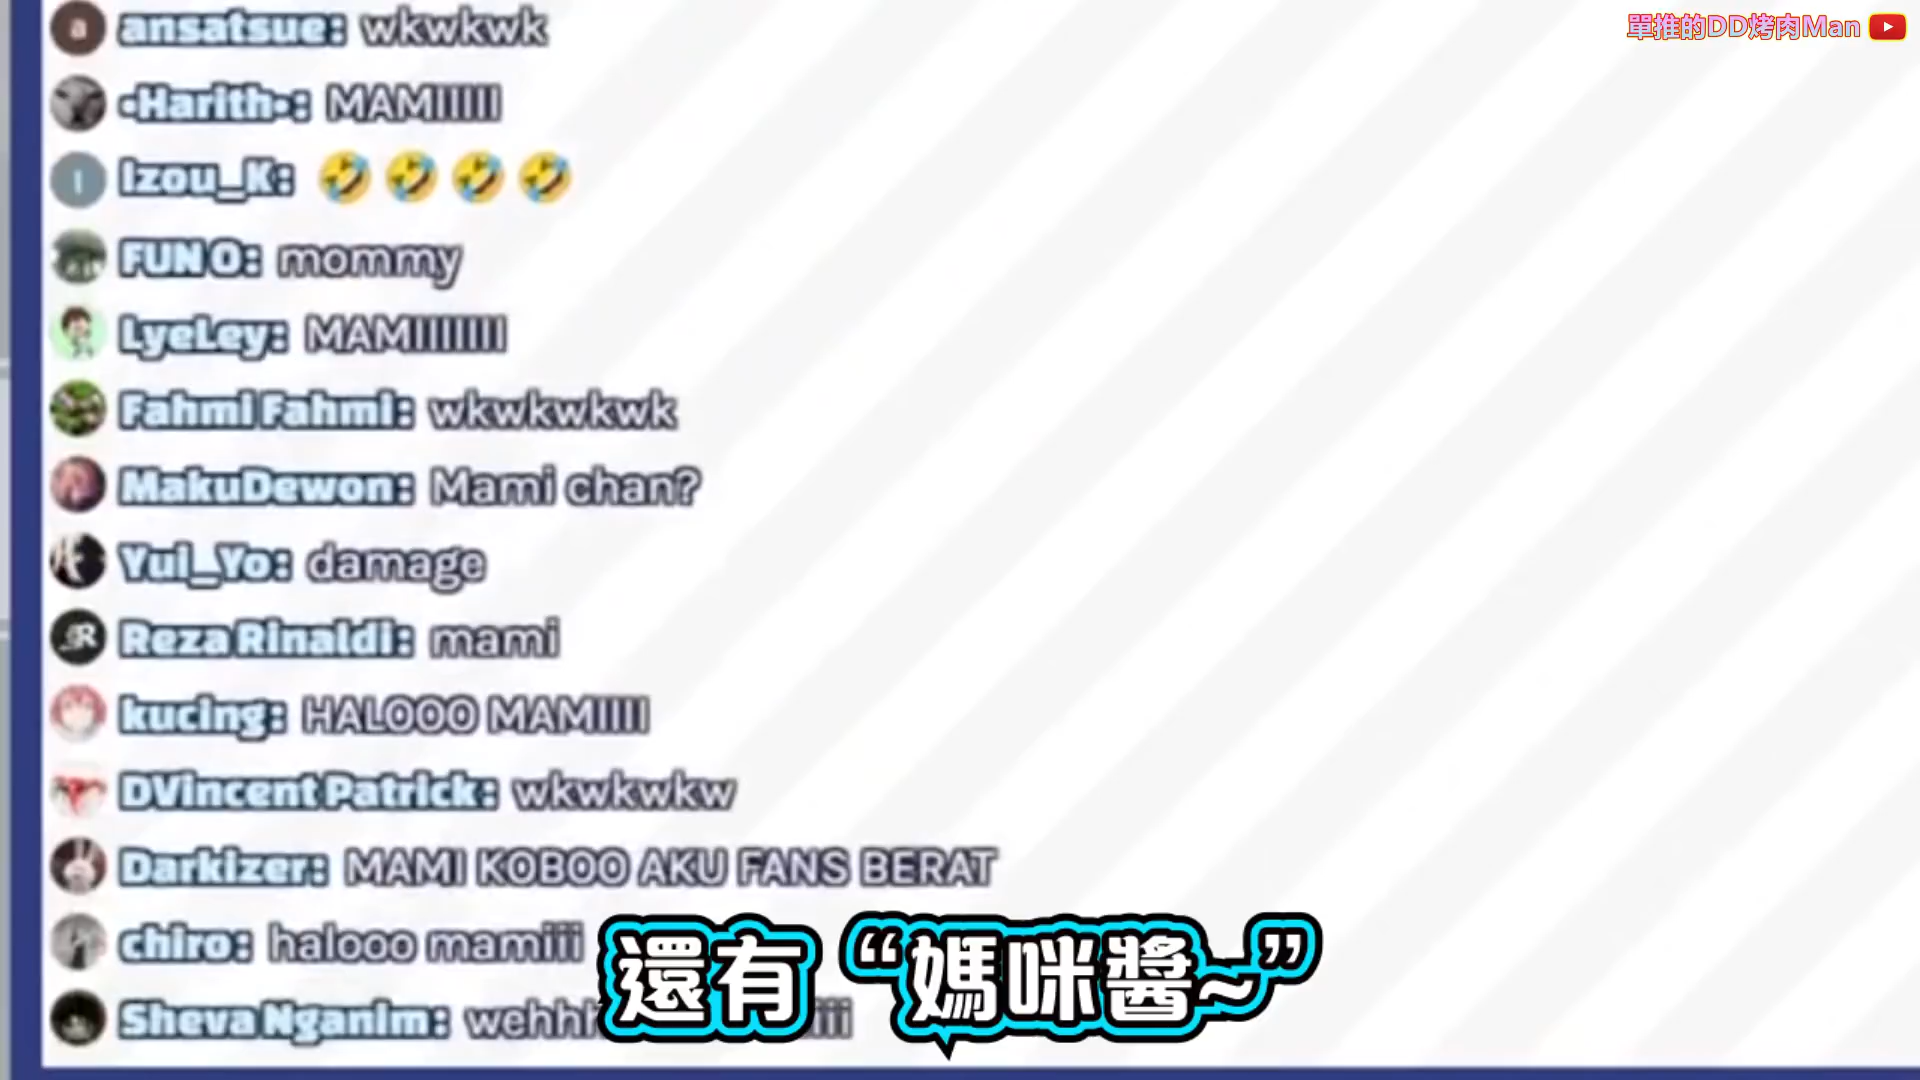 單推的DD烤肉Man
a ansatsue: wkwkwk
•Harith•: MAMIIIII
I Izou_K: 🤣 🤣 🤣 🤣
FUN O: mommy
LyeLey: MAMIIIIIIII
Fahmi Fahmi: wkwkwkwk
MakuDewon: Mami chan?
Yui_Yo: damage
Reza Rinaldi: mami
kucing: HALOOO MAMIIIII
DVincent Patrick: wkwkwkw
Darkizer: MAMI KOBOO AKU FANS BERAT
chiro: halooo mamiii
Sheva Nganim:
還有 “媽咪醬~”